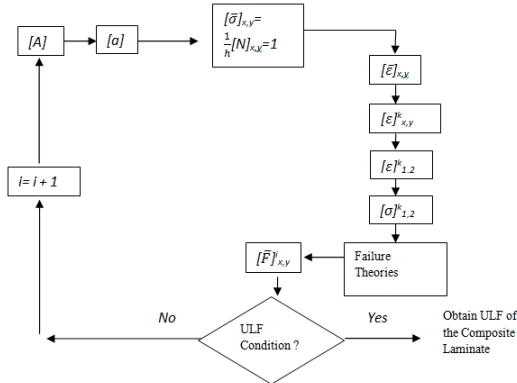 [A]
[a]
[σ̄]x,y=
1/h[N]x,y=1
[ε̄]x,y
[ε]ᵏx,y
[ε]ᵏ1.2
[σ]ᵏ1,2
Failure
Theories
[F̄]ⁱx,y
i= i + 1
ULF
Condition ?
No
Yes
Obtain ULF of
the Composite
Laminate